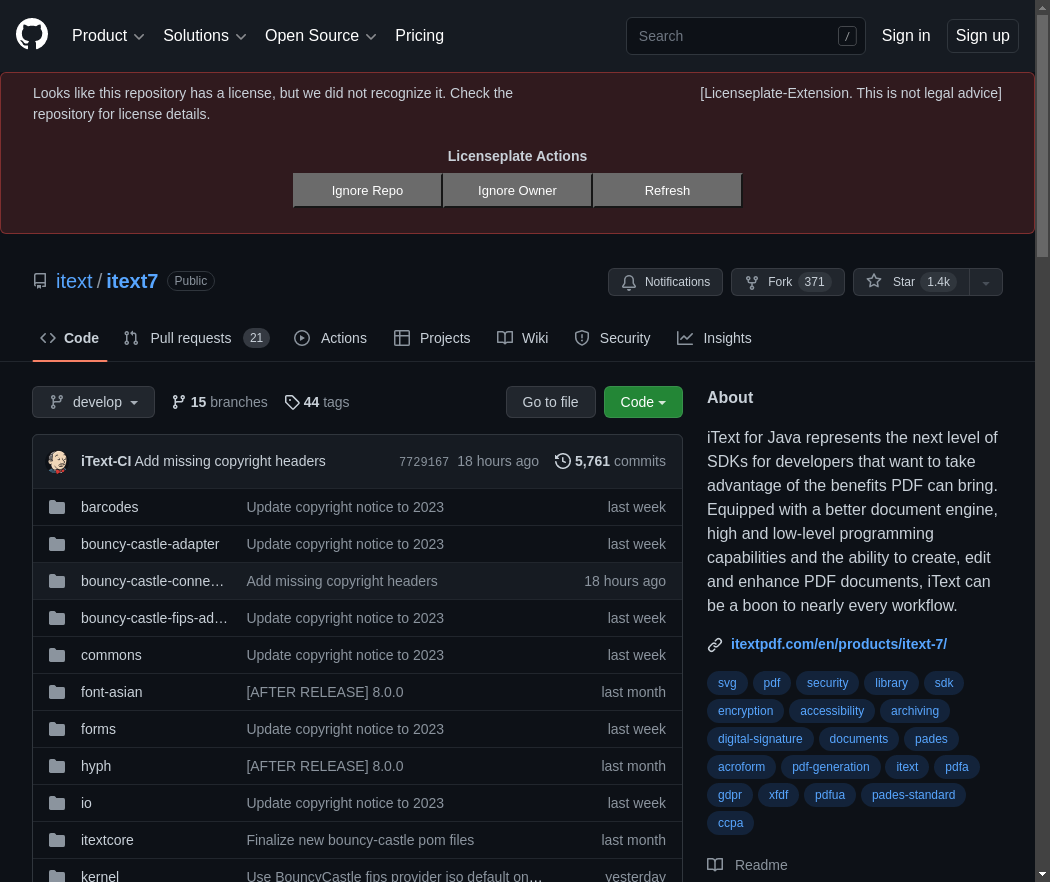 Product Solutions Open Source Pricing Search / Sign in Sign up
Looks like this repository has a license, but we did not recognize it. Check the
repository for license details.
[Licenseplate-Extension. This is not legal advice]
Licenseplate Actions
Ignore Repo Ignore Owner Refresh
itext / itext7 Public
Notifications Fork 371 Star 1.4k
Code Pull requests 21 Actions Projects Wiki Security Insights
develop 15 branches 44 tags Go to file Code
iText-CI Add missing copyright headers 7729167 18 hours ago 5,761 commits
barcodes Update copyright notice to 2023 last week
bouncy-castle-adapter Update copyright notice to 2023 last week
bouncy-castle-conne… Add missing copyright headers 18 hours ago
bouncy-castle-fips-ad… Update copyright notice to 2023 last week
commons Update copyright notice to 2023 last week
font-asian [AFTER RELEASE] 8.0.0 last month
forms Update copyright notice to 2023 last week
hyph [AFTER RELEASE] 8.0.0 last month
io Update copyright notice to 2023 last week
itextcore Finalize new bouncy-castle pom files last month
kernel Use BouncyCastle fips provider iso default on… yesterday
About
iText for Java represents the next level of
SDKs for developers that want to take
advantage of the benefits PDF can bring.
Equipped with a better document engine,
high and low-level programming
capabilities and the ability to create, edit
and enhance PDF documents, iText can
be a boon to nearly every workflow.
itextpdf.com/en/products/itext-7/
svg pdf security library sdk
encryption accessibility archiving
digital-signature documents pades
acroform pdf-generation itext pdfa
gdpr xfdf pdfua pades-standard
ccpa
Readme